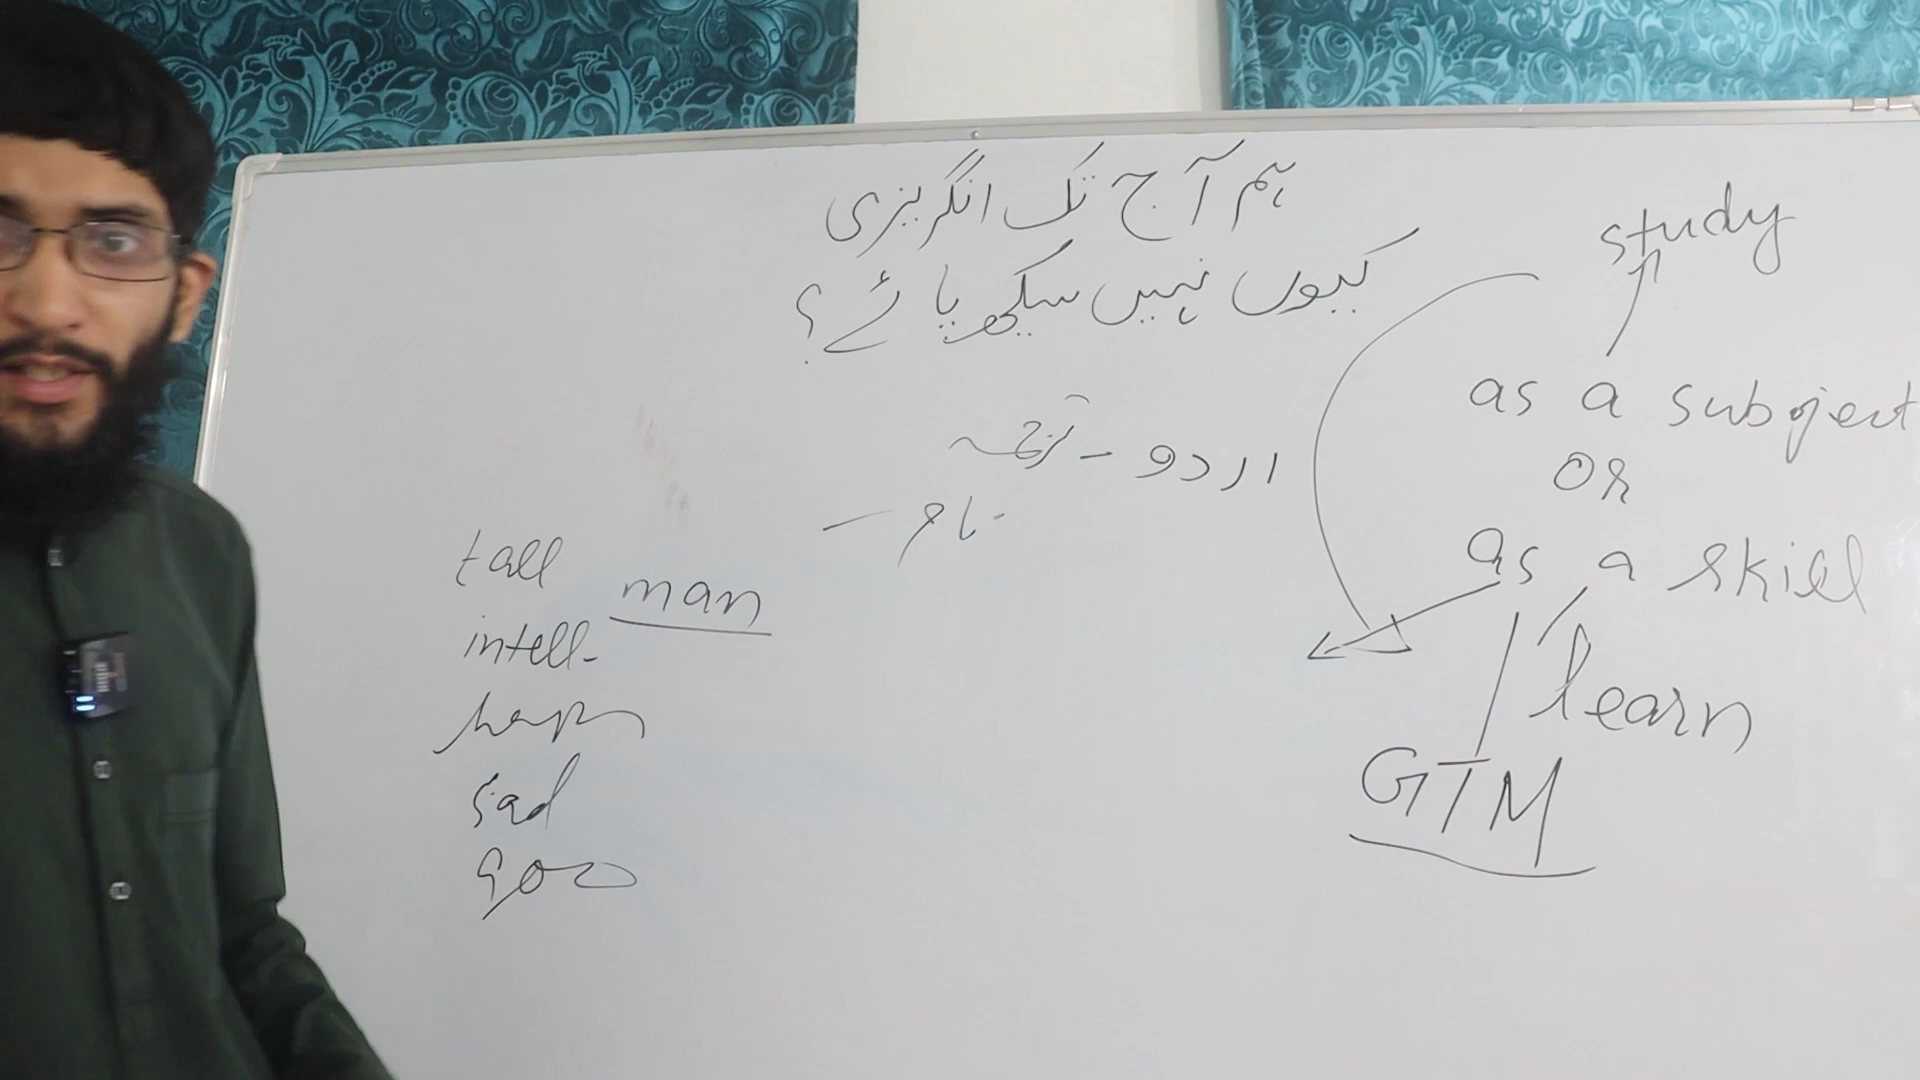 ہم آج تک انگریزی
کیوں نہیں سیکھ پائے؟
اردو - ترجمہ
study
as a subject
OR
as a skill
learn
GTM
tall
man
intell-
sad